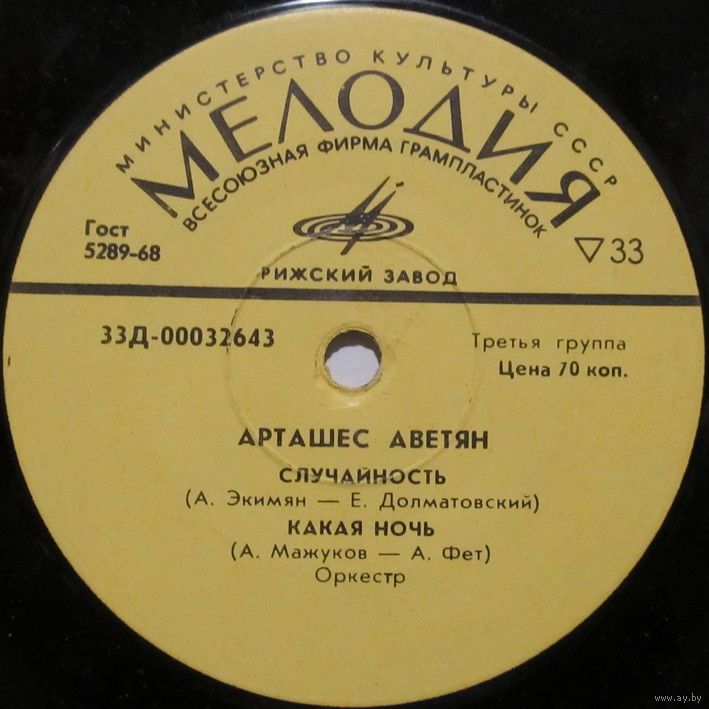 МИНИСТЕРСТВО КУЛЬТУРЫ СССР
МЕЛОДИЯ
ВСЕСОЮЗНАЯ ФИРМА ГРАМПЛАСТИНОК
Гост
5289-68
33
РИЖСКИЙ ЗАВОД
33Д-00032643
Третья группа
Цена 70 коп.
АРТАШЕС АВЕТЯН
СЛУЧАЙНОСТЬ
(А. Экимян — Е. Долматовский)
КАКАЯ НОЧЬ
(А. Мажуков — А. Фет)
Оркестр
www.ay.by